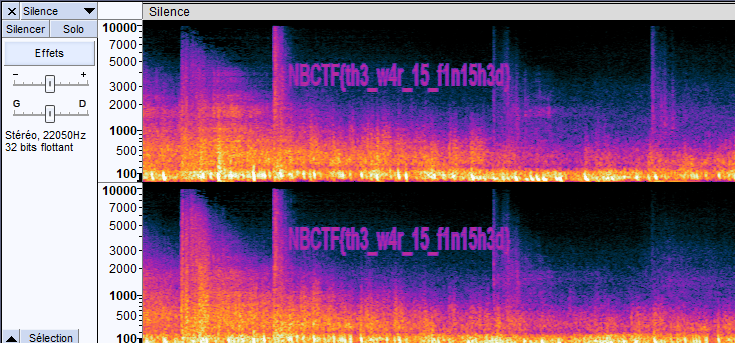 Silence
Silence
Silencer
Solo
Effets
-
+
G
D
Stéréo, 22050Hz
32 bits flottant
10000
7000
5000
3000
2000
1000
500
100
NBCTF{th3_w4r_15_f1n15h3d}
10000
7000
5000
3000
2000
1000
500
100
NBCTF{th3_w4r_15_f1n15h3d}
Sélection